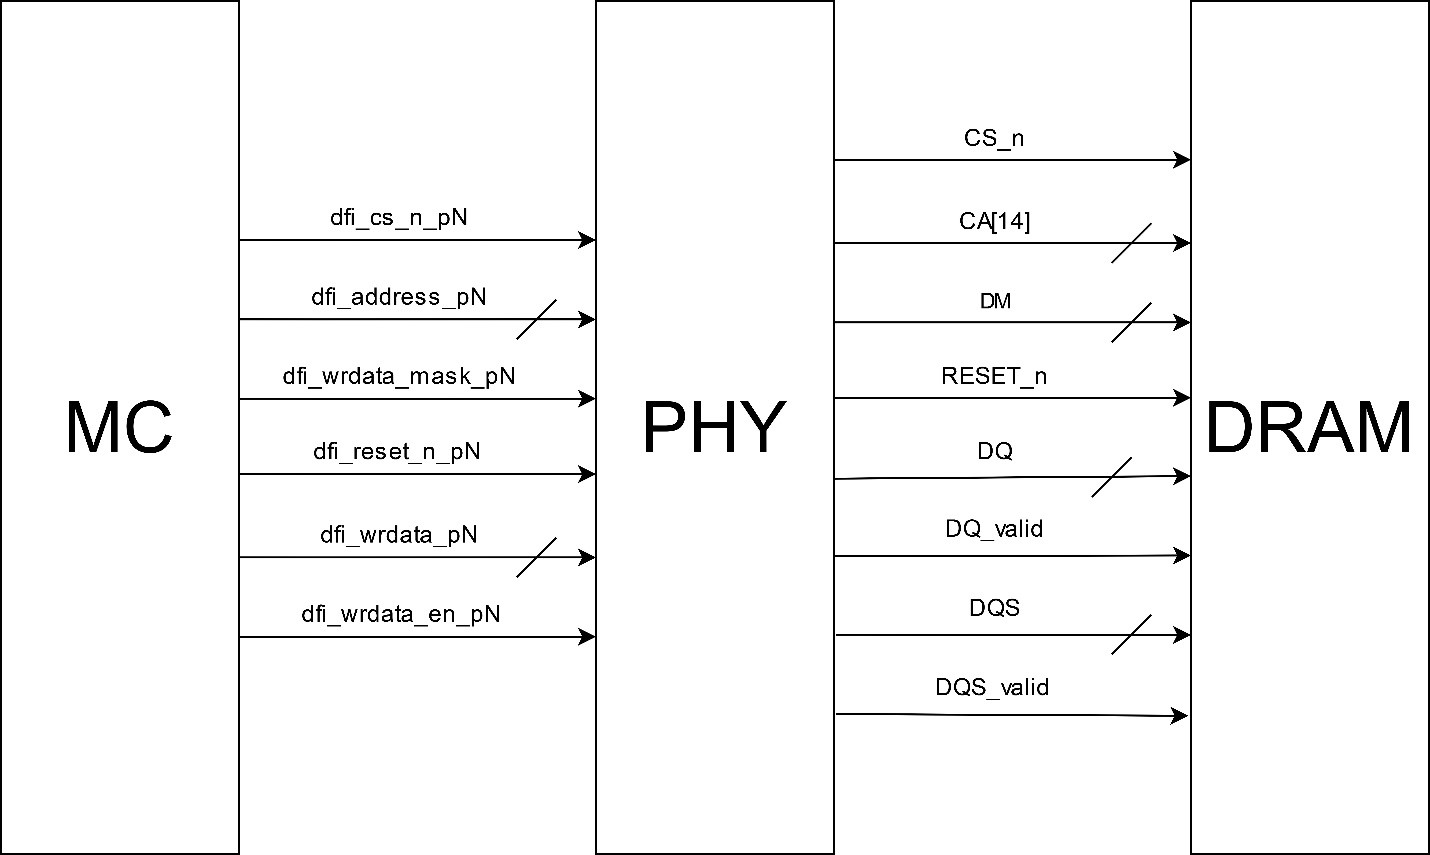 MC
dfi_cs_n_pN
dfi_address_pN
dfi_wrdata_mask_pN
dfi_reset_n_pN
dfi_wrdata_pN
dfi_wrdata_en_pN
PHY
CS_n
CA[14]
DM
RESET_n
DQ
DQ_valid
DQS
DQS_valid
DRAM